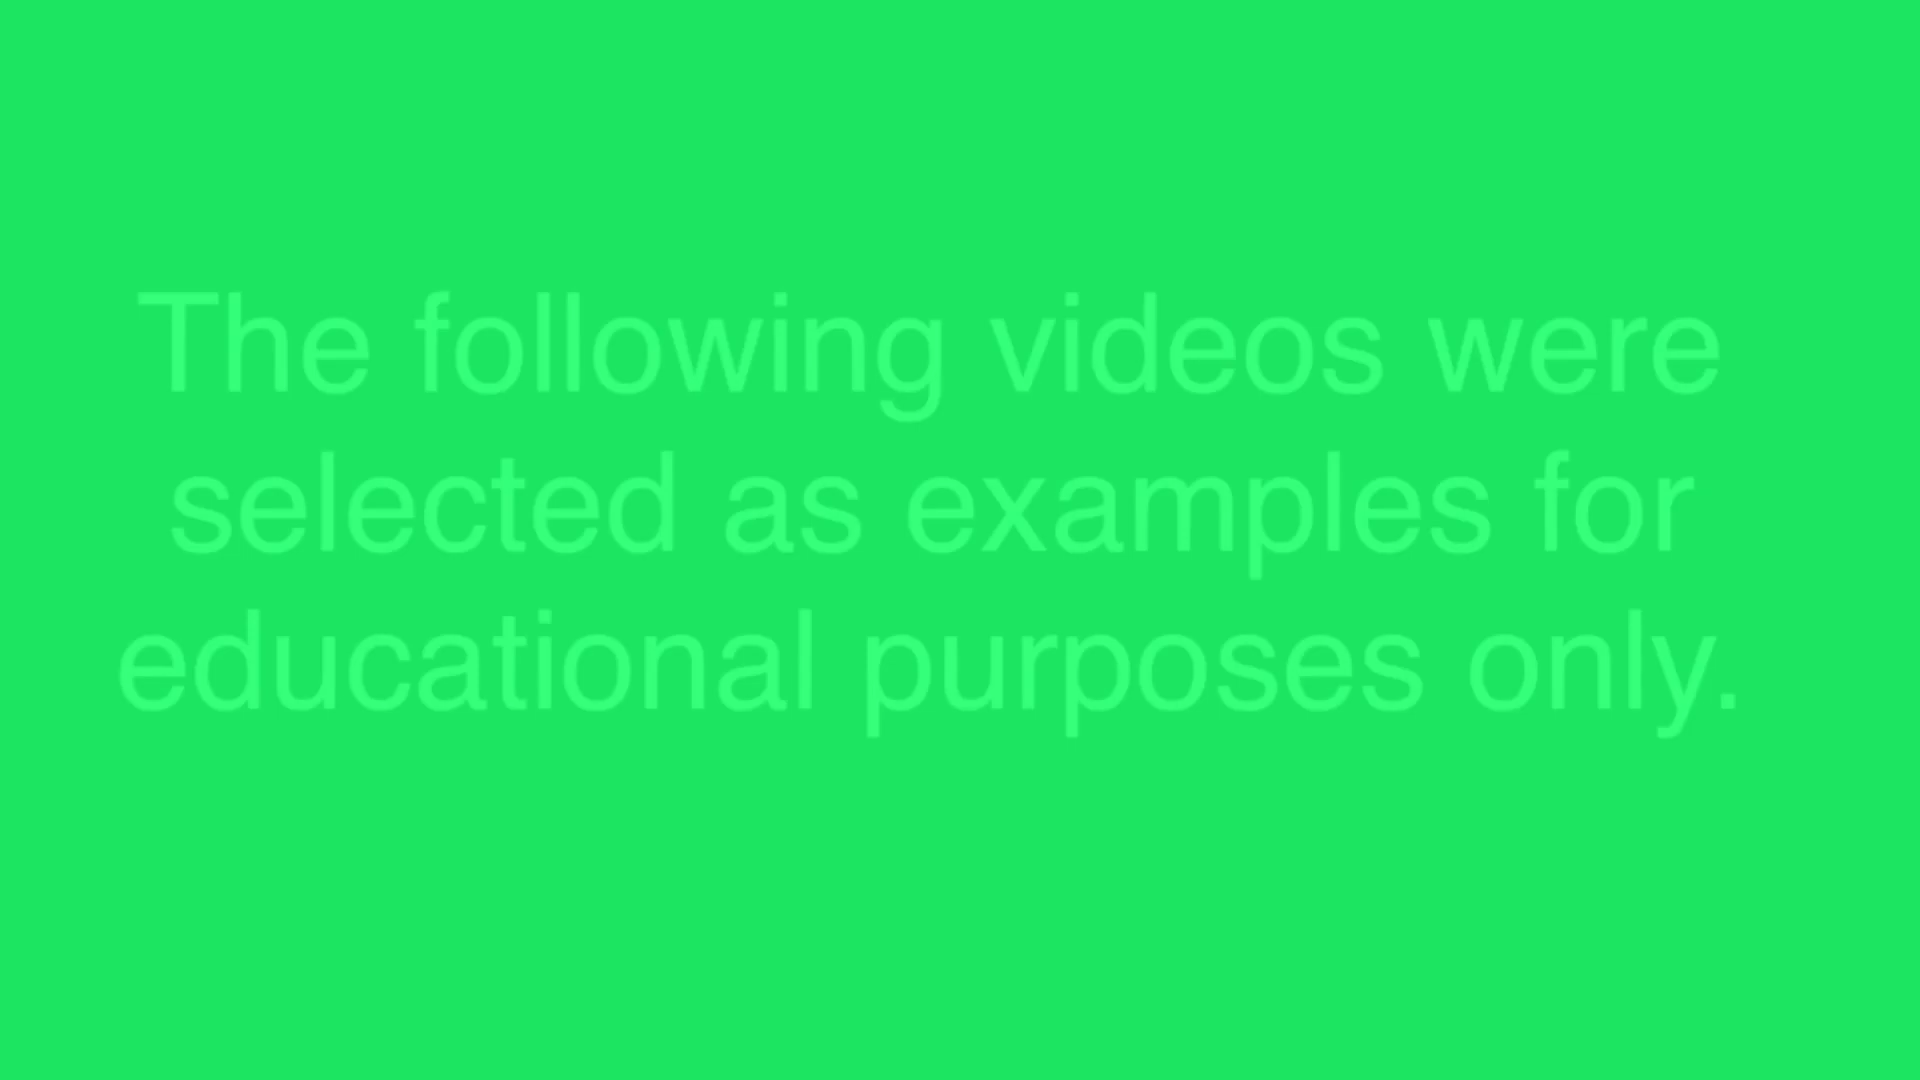 The following videos were
selected as examples for
educational purposes only.